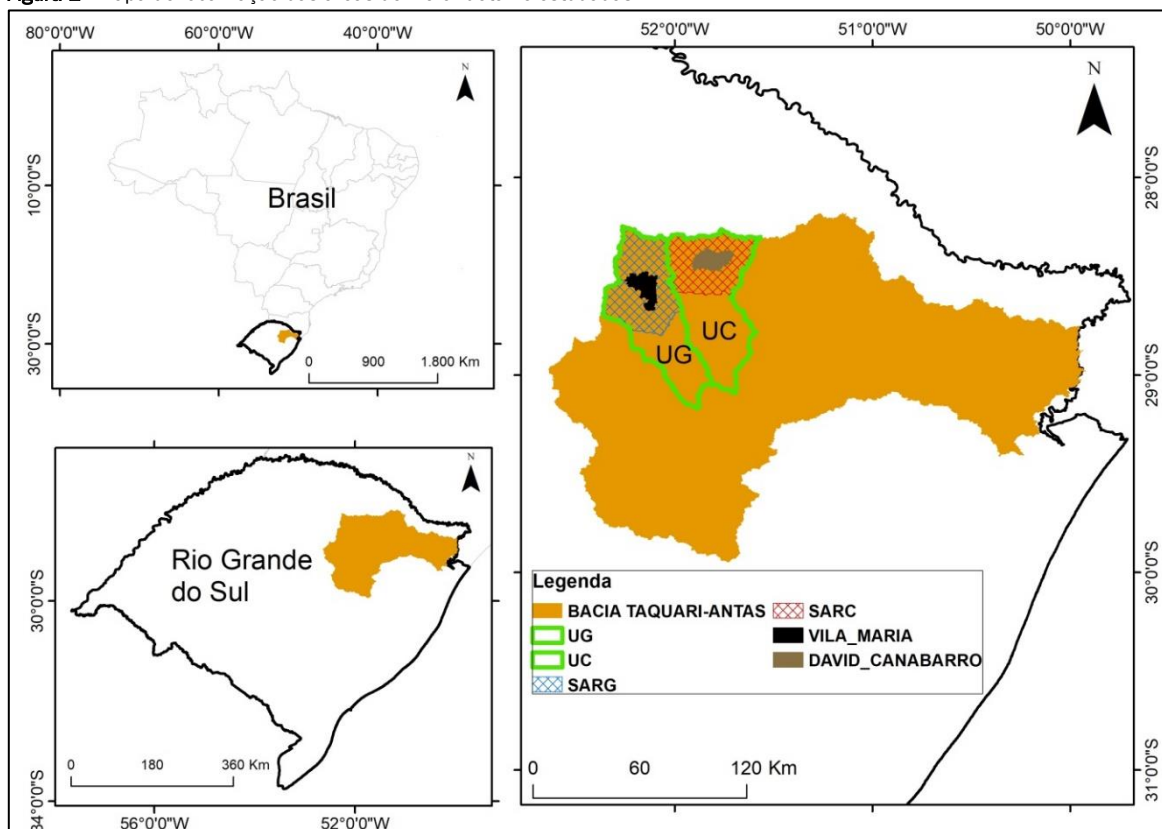 80°0'0"W 60°0'0"W 40°0'0"W
N
10°0'0"S
Brasil
30°0'0"S
0 900 1.800 Km
N
Rio Grande
do Sul
30°0'0"S
0 180 360 Km
34°0'0"S
56°0'0"W 52°0'0"W
52°0'0"W 51°0'0"W 50°0'0"W
N
28°0'0"S
UC
UG
29°0'0"S
30°0'0"S
Legenda
BACIA TAQUARI-ANTAS
UG
UC
SARG
SARC
VILA_MARIA
DAVID_CANABARRO
0 60 120 Km
31°0'0"S